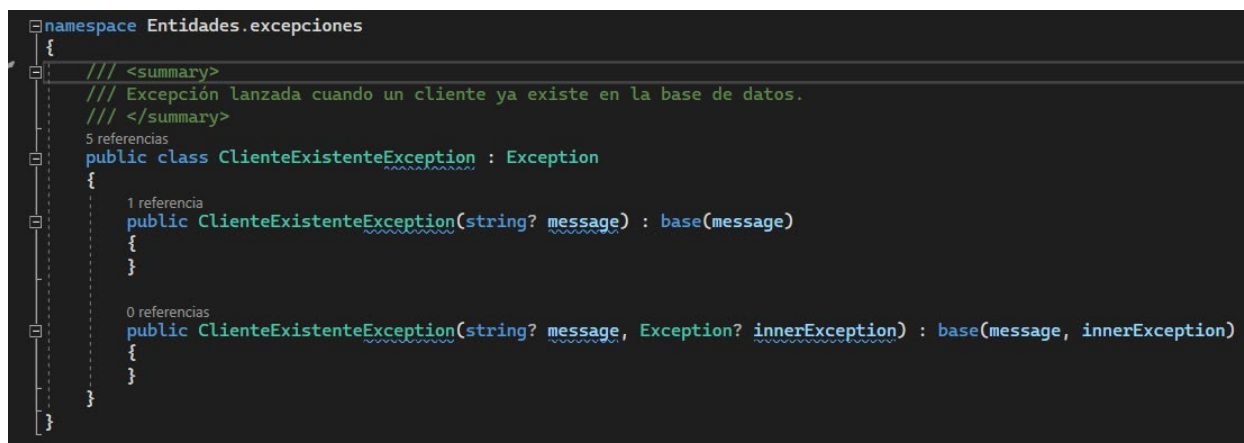 namespace Entidades.excepciones
{
/// <summary>
/// Excepción lanzada cuando un cliente ya existe en la base de datos.
/// </summary>
5 referencias
public class ClienteExistenteException : Exception
{
1 referencia
public ClienteExistenteException(string? message) : base(message)
{
}
0 referencias
public ClienteExistenteException(string? message, Exception? innerException) : base(message, innerException)
{
}
}
}